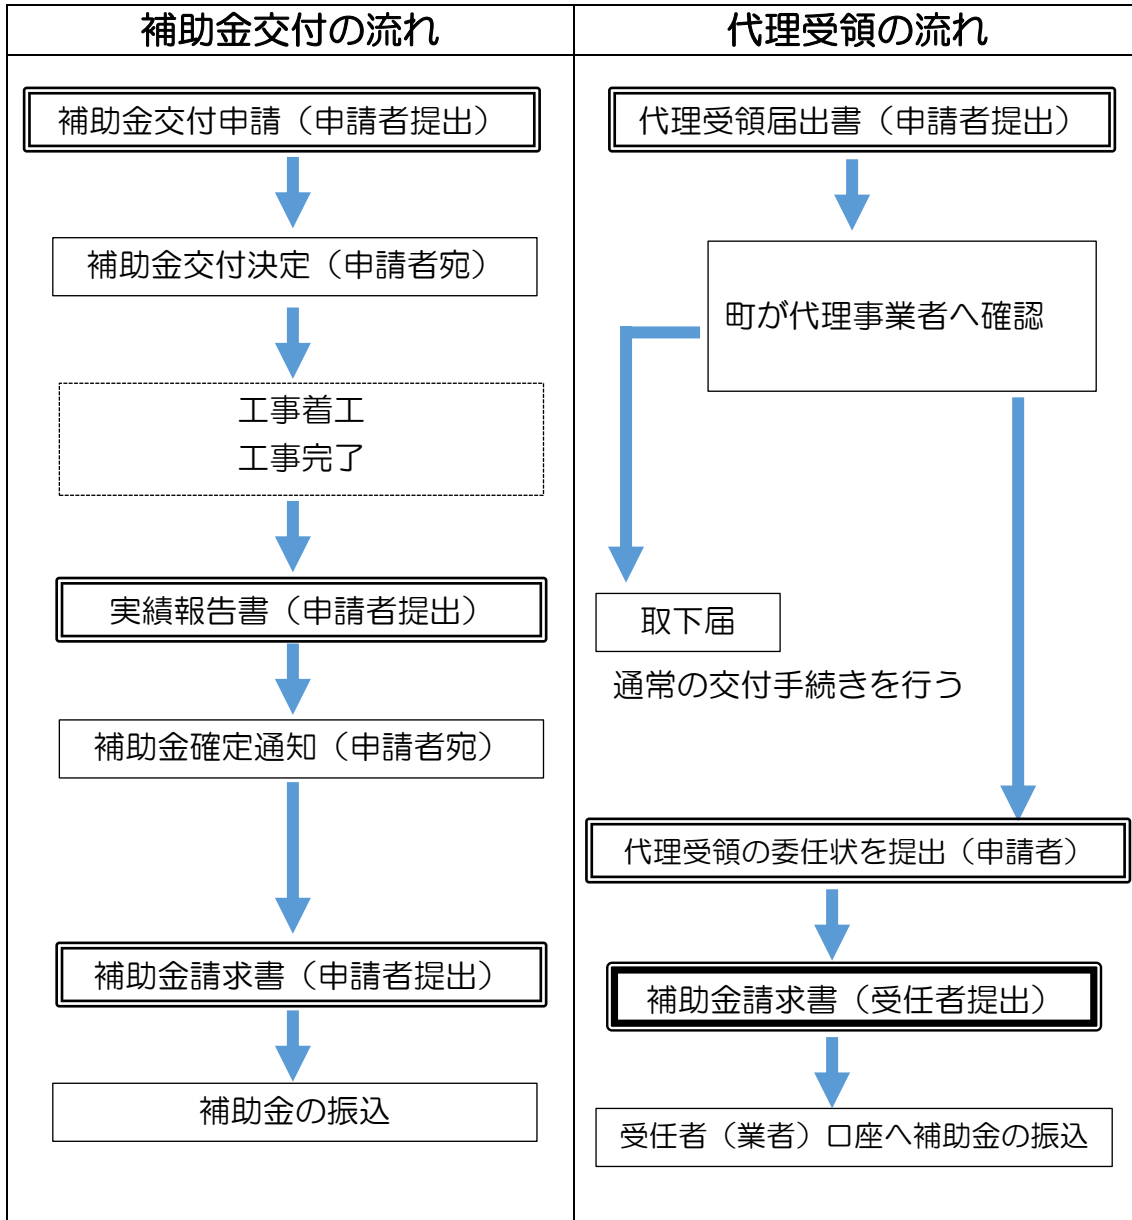 補助金交付の流れ
補助金交付申請（申請者提出）
補助金交付決定（申請者宛）
工事着工
工事完了
実績報告書（申請者提出）
補助金確定通知（申請者宛）
補助金請求書（申請者提出）
補助金の振込
代理受領の流れ
代理受領届出書（申請者提出）
町が代理事業者へ確認
取下届
通常の交付手続きを行う
代理受領の委任状を提出（申請者）
補助金請求書（受任者提出）
受任者（業者）口座へ補助金の振込